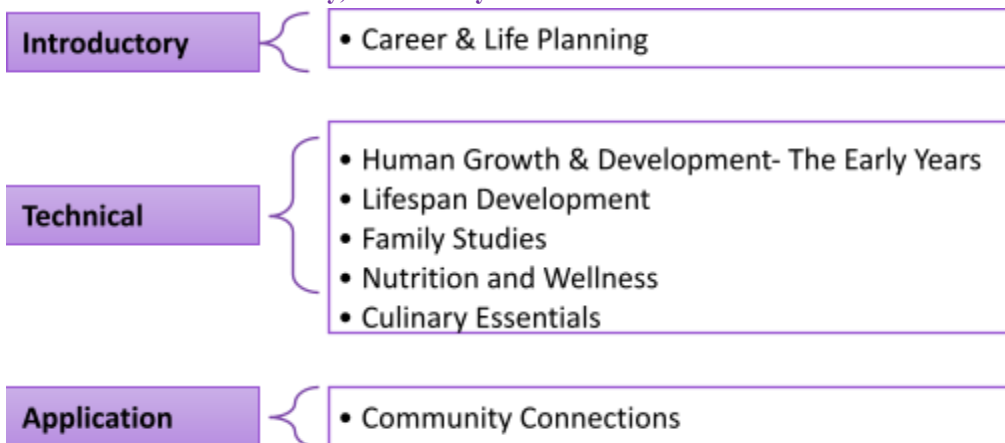 Introductory
• Career & Life Planning
Technical
• Human Growth & Development- The Early Years
• Lifespan Development
• Family Studies
• Nutrition and Wellness
• Culinary Essentials
Application
• Community Connections